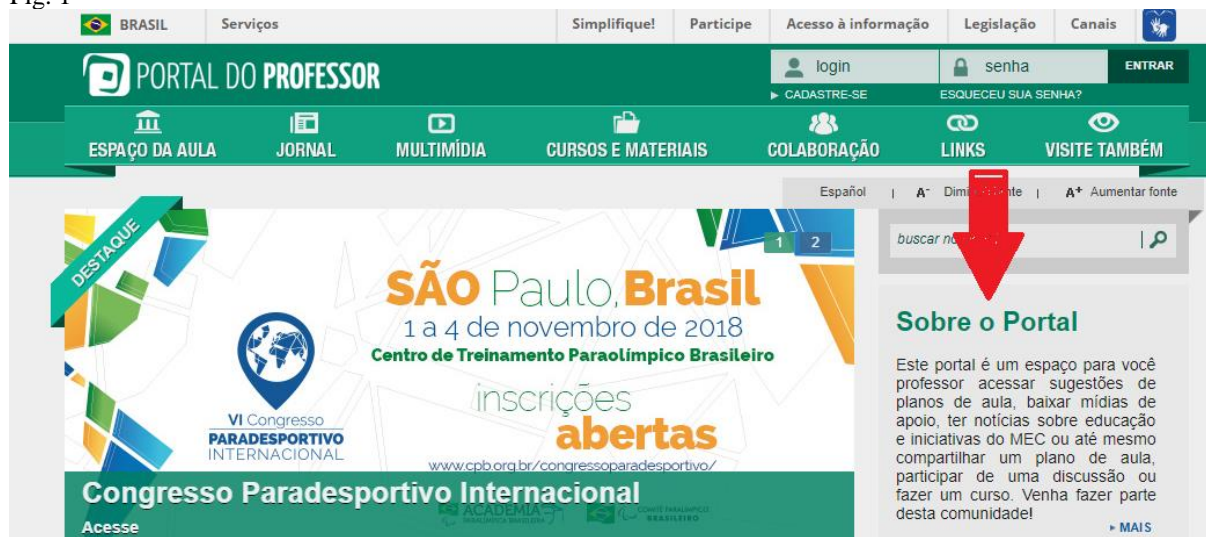 BRASIL Serviços Simplifique! Participe Acesso à informação Legislação Canais
PORTAL DO PROFESSOR
login senha ENTRAR
CADASTRE-SE ESQUECEU SUA SENHA?
ESPAÇO DA AULA JORNAL MULTIMÍDIA CURSOS E MATERIAIS COLABORAÇÃO LINKS VISITE TAMBÉM
Español | A- | A+ Aumentar fonte
DESTAQUE
1 2
buscar
SÃO Paulo, Brasil
1 a 4 de novembro de 2018
Centro de Treinamento Paraolímpico Brasileiro
inscrições
abertas
www.cpb.org.br/congressoparadesportivo/
VI Congresso
PARADESPORTIVO
INTERNACIONAL
Congresso Paradesportivo Internacional
ACADEMIA
Acesse
Sobre o Portal
Este portal é um espaço para você
professor acessar sugestões de
planos de aula, baixar mídias de
apoio, ter notícias sobre educação
e iniciativas do MEC ou até mesmo
compartilhar um plano de aula,
participar de uma discussão ou
fazer um curso. Venha fazer parte
desta comunidade!
MAIS